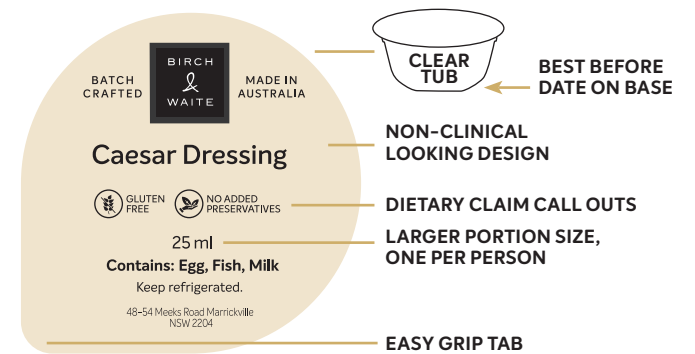 BATCH
CRAFTED
BIRCH
&
WAITE
MADE IN
AUSTRALIA
Caesar Dressing
GLUTEN
FREE
NO ADDED
PRESERVATIVES
25 ml
Contains: Egg, Fish, Milk
Keep refrigerated.
48-54 Meeks Road Marrickville
NSW 2204
CLEAR
TUB
BEST BEFORE
DATE ON BASE
NON-CLINICAL
LOOKING DESIGN
DIETARY CLAIM CALL OUTS
LARGER PORTION SIZE,
ONE PER PERSON
EASY GRIP TAB